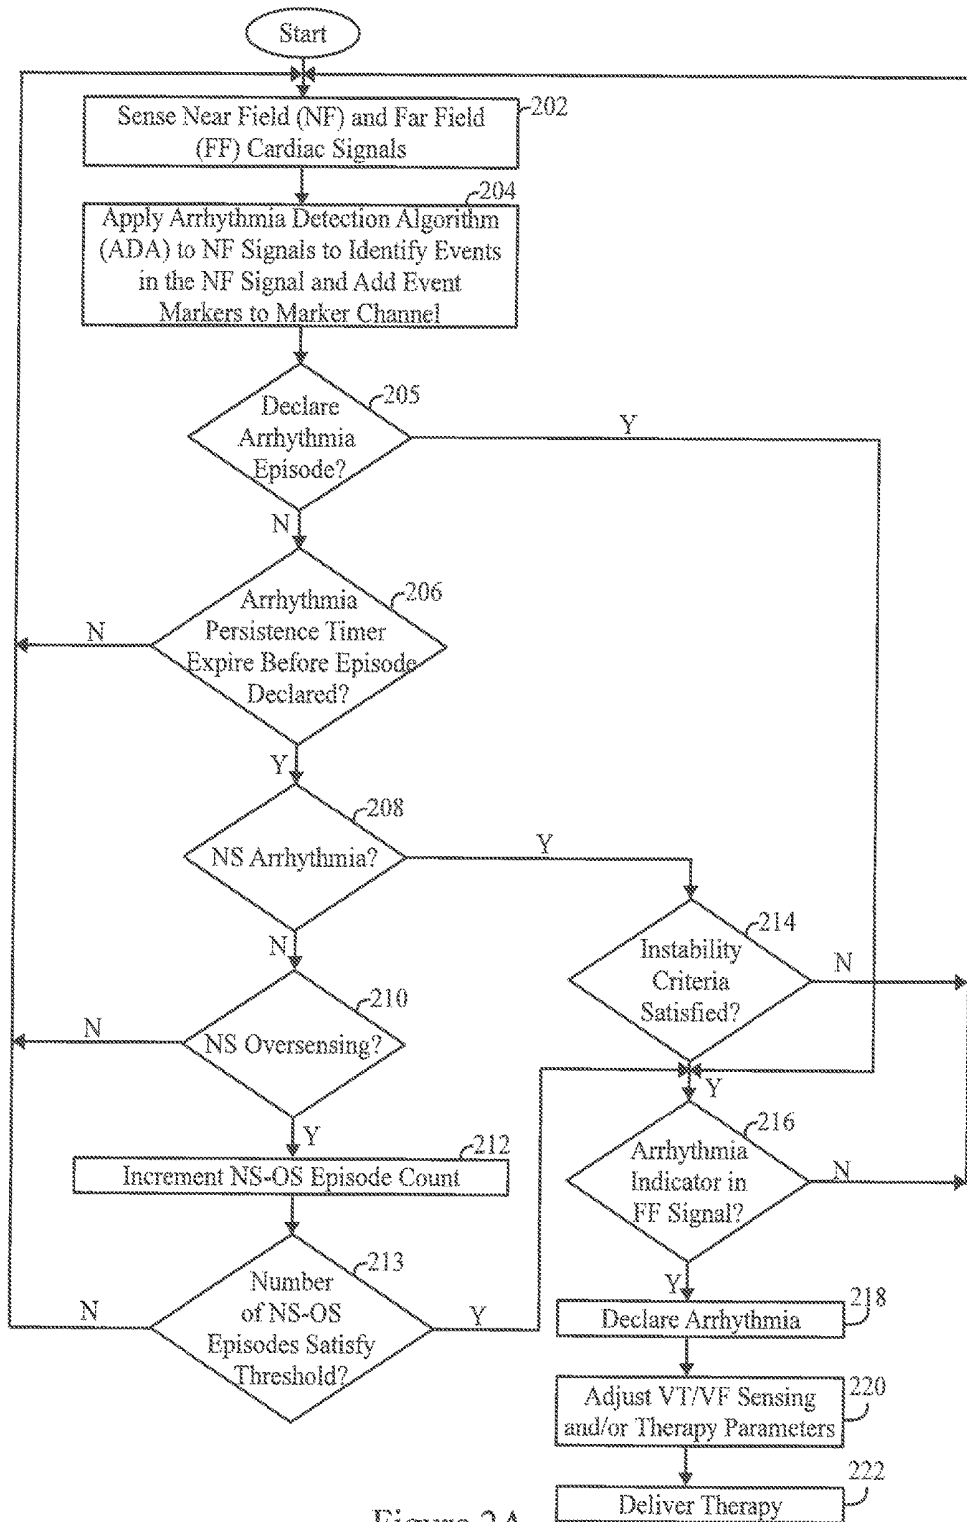 Start
202
Sense Near Field (NF) and Far Field
(FF) Cardiac Signals
204
Apply Arrhythmia Detection Algorithm
(ADA) to NF Signals to Identify Events
in the NF Signal and Add Event
Markers to Marker Channel
205
Declare
Arrhythmia
Episode?
Y
N
206
Arrhythmia
Persistence Timer
Expire Before Episode
Declared?
N
Y
208
NS Arrhythmia?
Y
N
214
Instability
Criteria
Satisfied?
N
Y
210
NS Oversensing?
N
Y
212
Increment NS-OS Episode Count
213
Number
of NS-OS
Episodes Satisfy
Threshold?
N
Y
216
Arrhythmia
Indicator in
FF Signal?
N
Y
218
Declare Arrhythmia
220
Adjust VT/VF Sensing
and/or Therapy Parameters
222
Deliver Therapy
Figure 2A